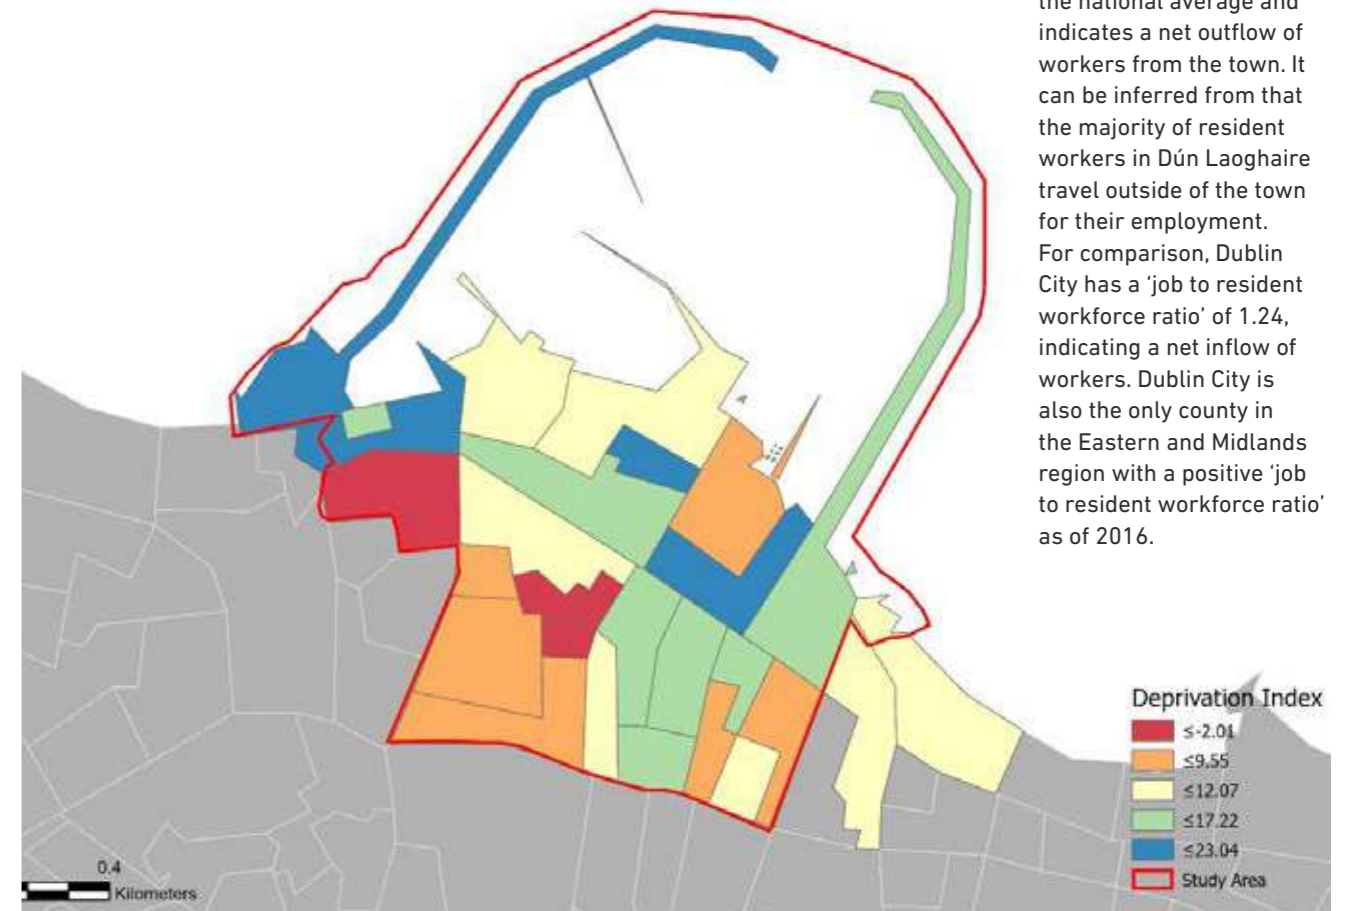 the national average and
indicates a net outflow of
workers from the town. It
can be inferred from that
the majority of resident
workers in Dún Laoghaire
travel outside of the town
for their employment.
For comparison, Dublin
City has a ‘job to resident
workforce ratio’ of 1.24,
indicating a net inflow of
workers. Dublin City is
also the only county in
the Eastern and Midlands
region with a positive ‘job
to resident workforce ratio’
as of 2016.
Deprivation Index
≤-2.01
≤9.55
≤12.07
≤17.22
≤23.04
Study Area
0.4
Kilometers